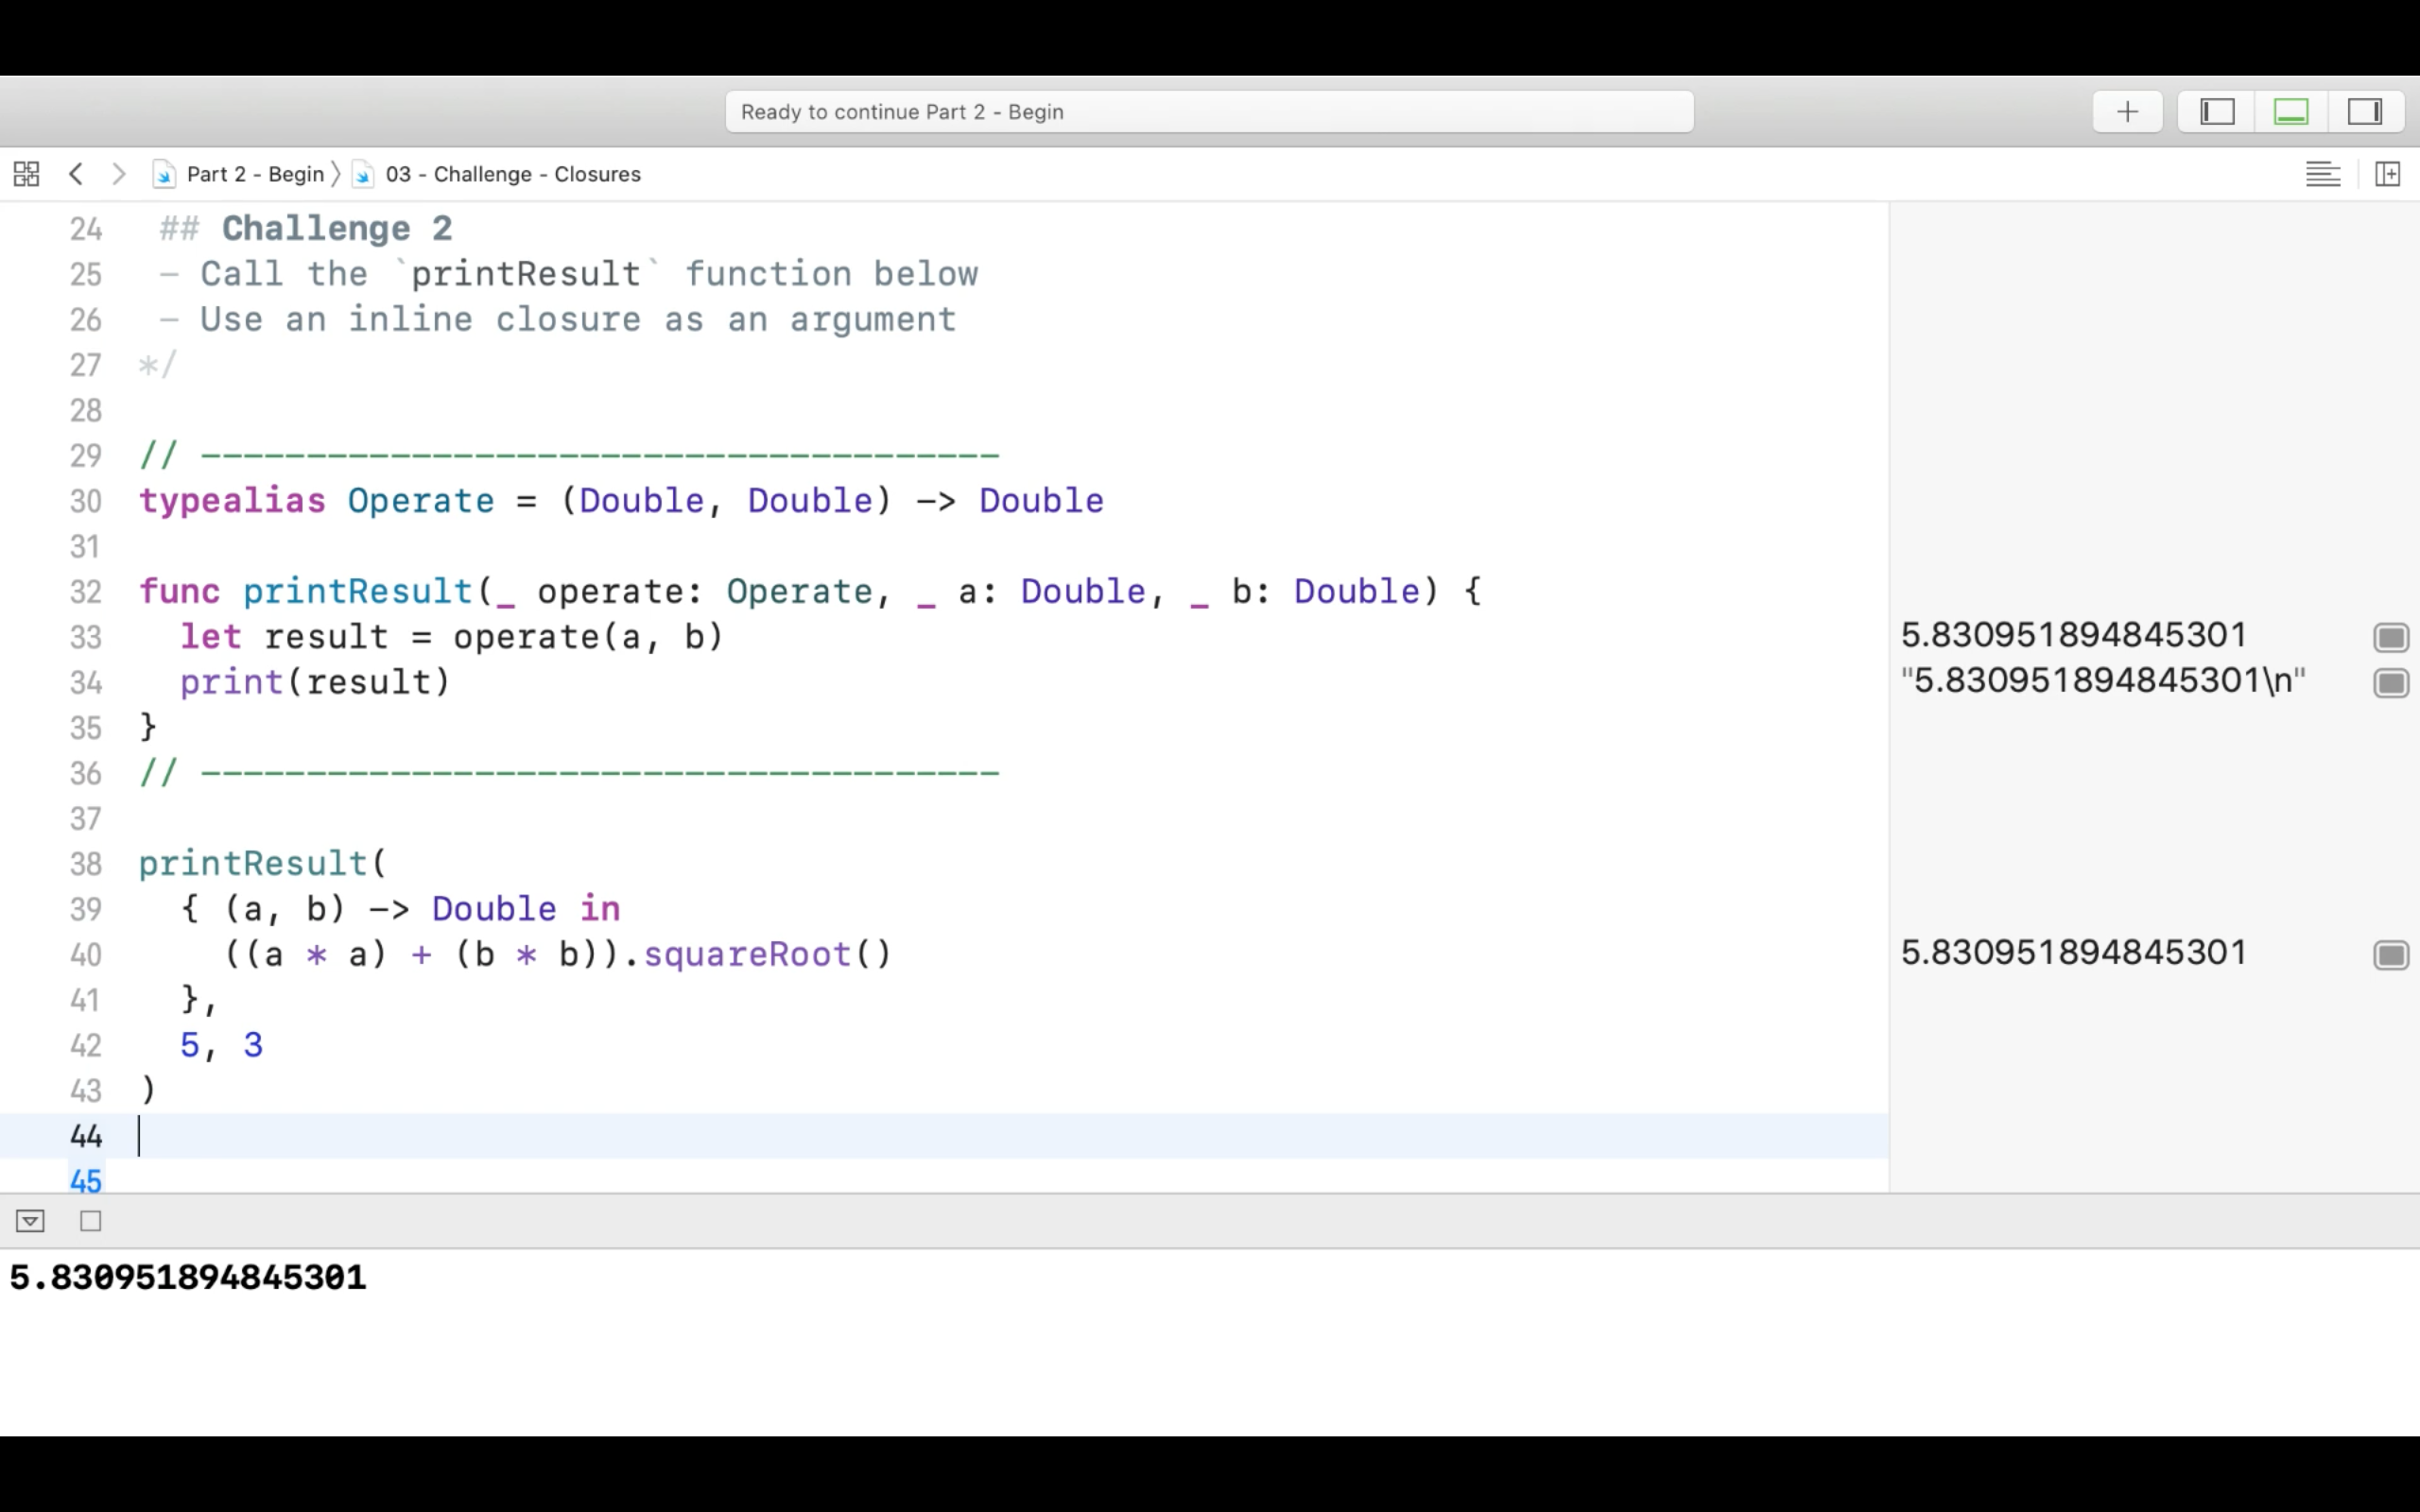 Ready to continue Part 2 - Begin
Part 2 - Begin 03 - Challenge - Closures
24 ## Challenge 2
25 - Call the `printResult` function below
26 - Use an inline closure as an argument
27 */
28
29 // --------------------------------------
30 typealias Operate = (Double, Double) -> Double
31
32 func printResult(_ operate: Operate, _ a: Double, _ b: Double) {
33 let result = operate(a, b) 5.830951894845301
34 print(result) "5.830951894845301\n"
35 }
36 // --------------------------------------
37
38 printResult(
39 { (a, b) -> Double in
40 ((a * a) + (b * b)).squareRoot() 5.830951894845301
41 },
42 5, 3
43 )
44
45
5.830951894845301